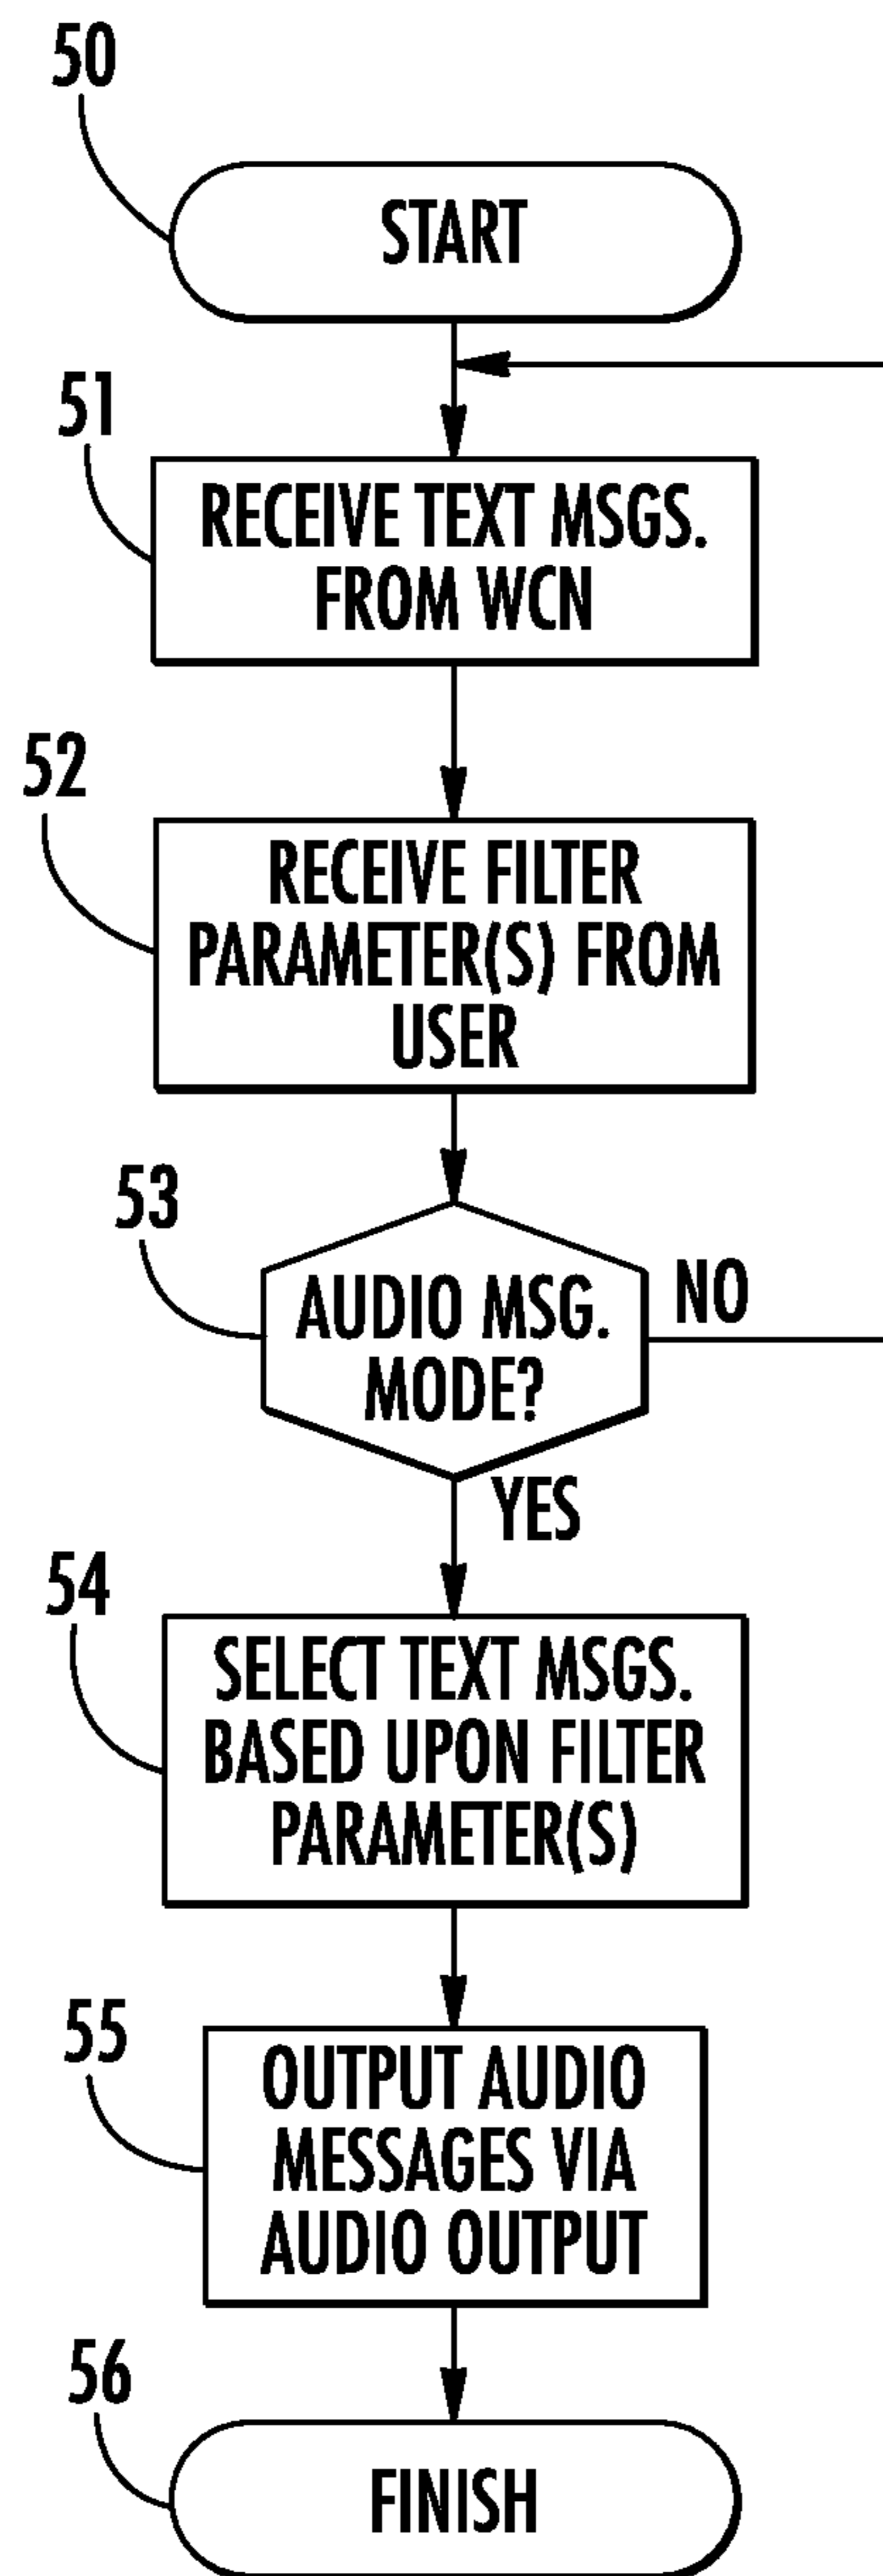 50
START
51
RECEIVE TEXT MSGS.
FROM WCN
52
RECEIVE FILTER
PARAMETER(S) FROM
USER
53
AUDIO MSG.
MODE?
NO
YES
54
SELECT TEXT MSGS.
BASED UPON FILTER
PARAMETER(S)
55
OUTPUT AUDIO
MESSAGES VIA
AUDIO OUTPUT
56
FINISH